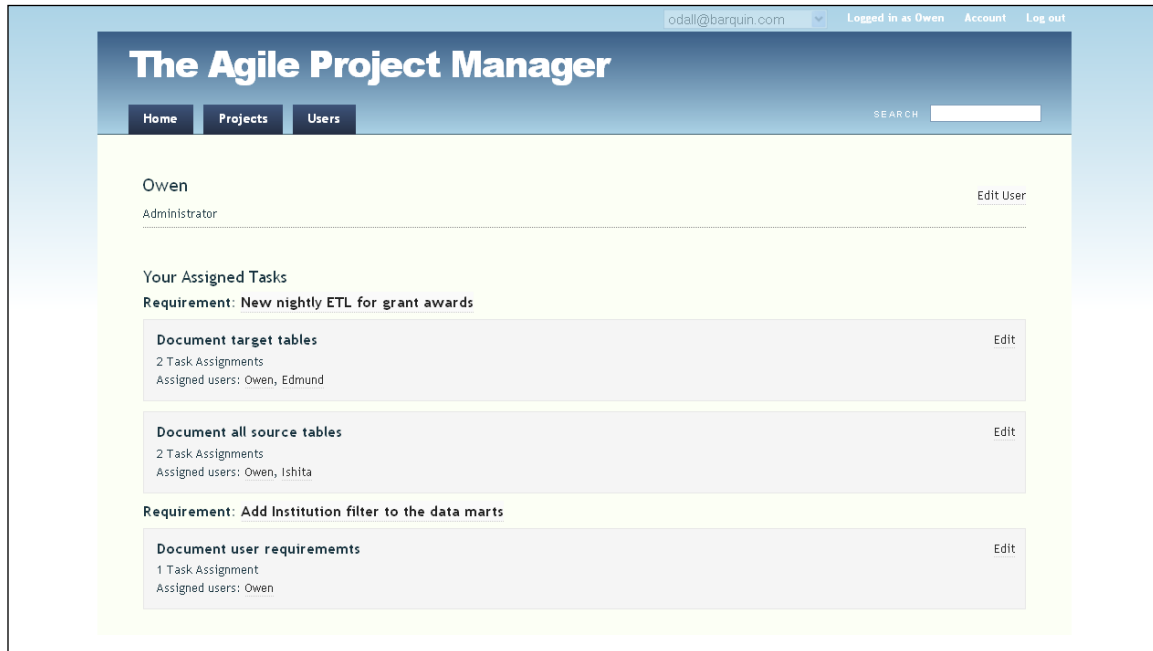 odall@barquin.com Logged in as Owen Account Log out
The Agile Project Manager
Home Projects Users SEARCH
Owen
Edit User
Administrator
Your Assigned Tasks
Requirement: New nightly ETL for grant awards
Document target tables Edit
2 Task Assignments
Assigned users: Owen, Edmund
Document all source tables Edit
2 Task Assignments
Assigned users: Owen, Ishita
Requirement: Add Institution filter to the data marts
Document user requirememts Edit
1 Task Assignment
Assigned users: Owen